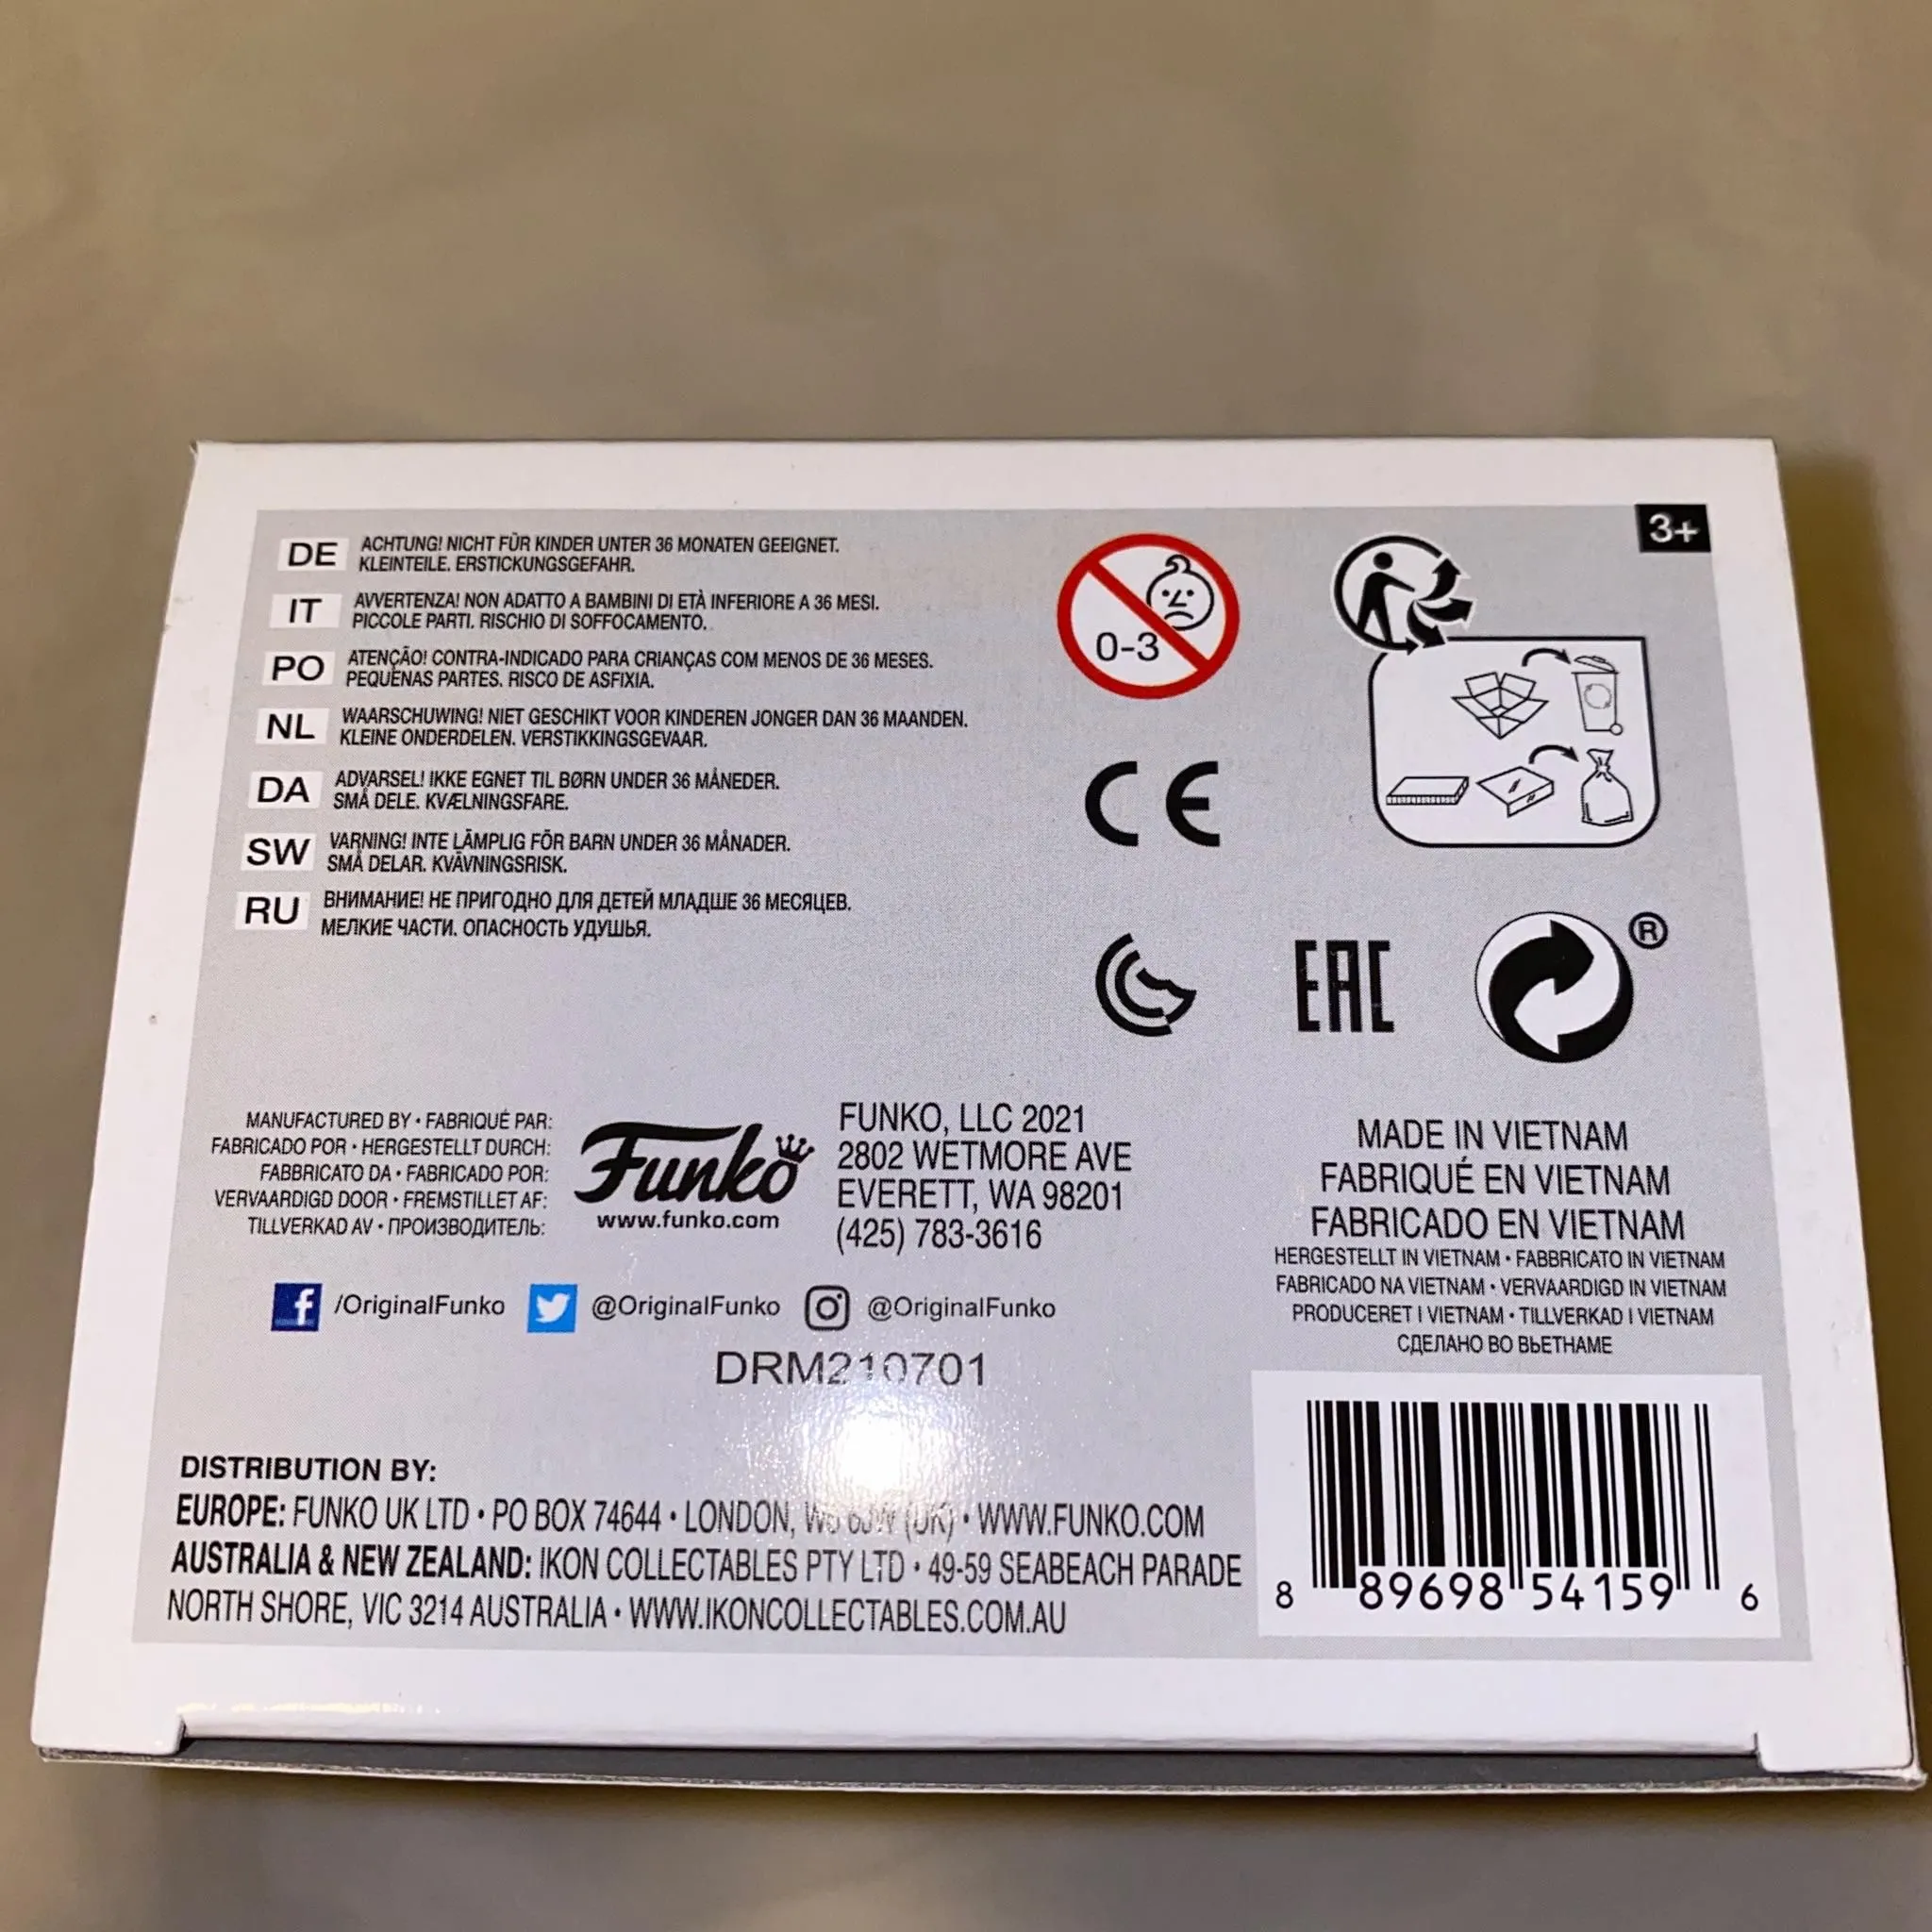 3+
DE
ACHTUNG! NICHT FÜR KINDER UNTER 36 MONATEN GEEIGNET.
KLEINTEILE. ERSTICKUNGSGEFAHR.
IT
AVVERTENZA! NON ADATTO A BAMBINI DI ETÀ INFERIORE A 36 MESI.
PICCOLE PARTI. RISCHIO DI SOFFOCAMENTO.
PO
ATENÇÃO! CONTRA-INDICADO PARA CRIANÇAS COM MENOS DE 36 MESES.
PEQUENAS PARTES. RISCO DE ASFIXIA.
NL
WAARSCHUWING! NIET GESCHIKT VOOR KINDEREN JONGER DAN 36 MAANDEN.
KLEINE ONDERDELEN. VERSTIKKINGSGEVAAR.
DA
ADVARSEL! IKKE EGNET TIL BØRN UNDER 36 MÅNEDER.
SMÅ DELE. KVÆLNINGSFARE.
SW
VARNING! INTE LÄMPLIG FÖR BARN UNDER 36 MÅNADER.
SMÅ DELAR. KVÄVNINGSRISK.
RU
ВНИМАНИЕ! НЕ ПРИГОДНО ДЛЯ ДЕТЕЙ МЛАДШЕ 36 МЕСЯЦЕВ.
МЕЛКИЕ ЧАСТИ. ОПАСНОСТЬ УДУШЬЯ.
0-3
CE
EAC
®
MANUFACTURED BY • FABRIQUÉ PAR:
FABRICADO POR • HERGESTELLT DURCH:
FABBRICATO DA • FABRICADO POR:
VERVAARDIGD DOOR • FREMSTILLET AF:
TILLVERKAD AV • ПРОИЗВОДИТЕЛЬ:
Funko
www.funko.com
FUNKO, LLC 2021
2802 WETMORE AVE
EVERETT, WA 98201
(425) 783-3616
MADE IN VIETNAM
FABRIQUÉ EN VIETNAM
FABRICADO EN VIETNAM
HERGESTELLT IN VIETNAM • FABBRICATO IN VIETNAM
FABRICADO NA VIETNAM • VERVAARDIGD IN VIETNAM
PRODUCERET I VIETNAM • TILLVERKAD I VIETNAM
СДЕЛАНО ВО ВЬЕТНАМЕ
/OriginalFunko @OriginalFunko @OriginalFunko
DRM210701
DISTRIBUTION BY:
EUROPE: FUNKO UK LTD • PO BOX 74644 • LONDON, (UK) • WWW.FUNKO.COM
AUSTRALIA & NEW ZEALAND: IKON COLLECTABLES PTY LTD • 49-59 SEABEACH PARADE
NORTH SHORE, VIC 3214 AUSTRALIA • WWW.IKONCOLLECTABLES.COM.AU
8 89698 54159 6